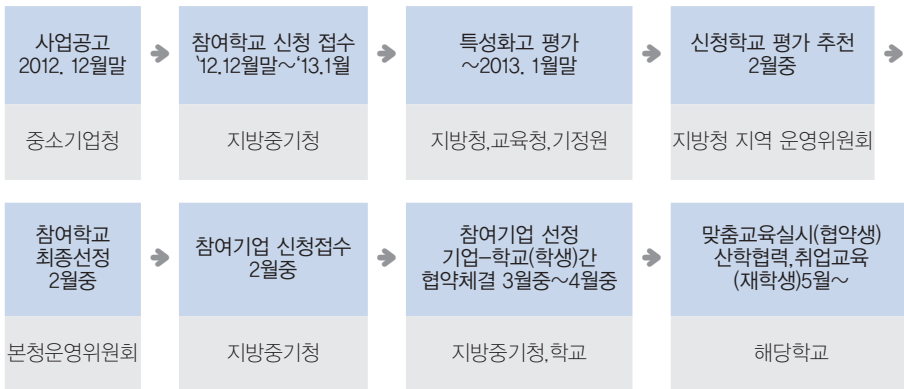 사업공고
2012. 12월말
중소기업청
참여학교 신청 접수
'12.12월말~'13.1월
지방중기청
특성화고 평가
~2013. 1월말
지방청,교육청,기정원
신청학교 평가 추천
2월중
지방청 지역 운영위원회
참여학교
최종선정
2월중
본청운영위원회
참여기업 신청접수
2월중
지방중기청
참여기업 선정
기업-학교(학생)간
협약체결 3월중~4월중
지방중기청,학교
맞춤교육실시(협약생)
산학협력,취업교육
(재학생)5월~
해당학교